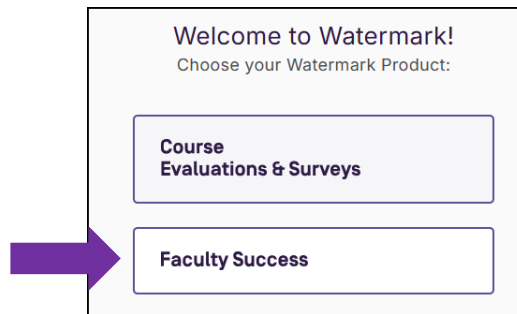 Welcome to Watermark!
Choose your Watermark Product:
Course
Evaluations & Surveys
Faculty Success